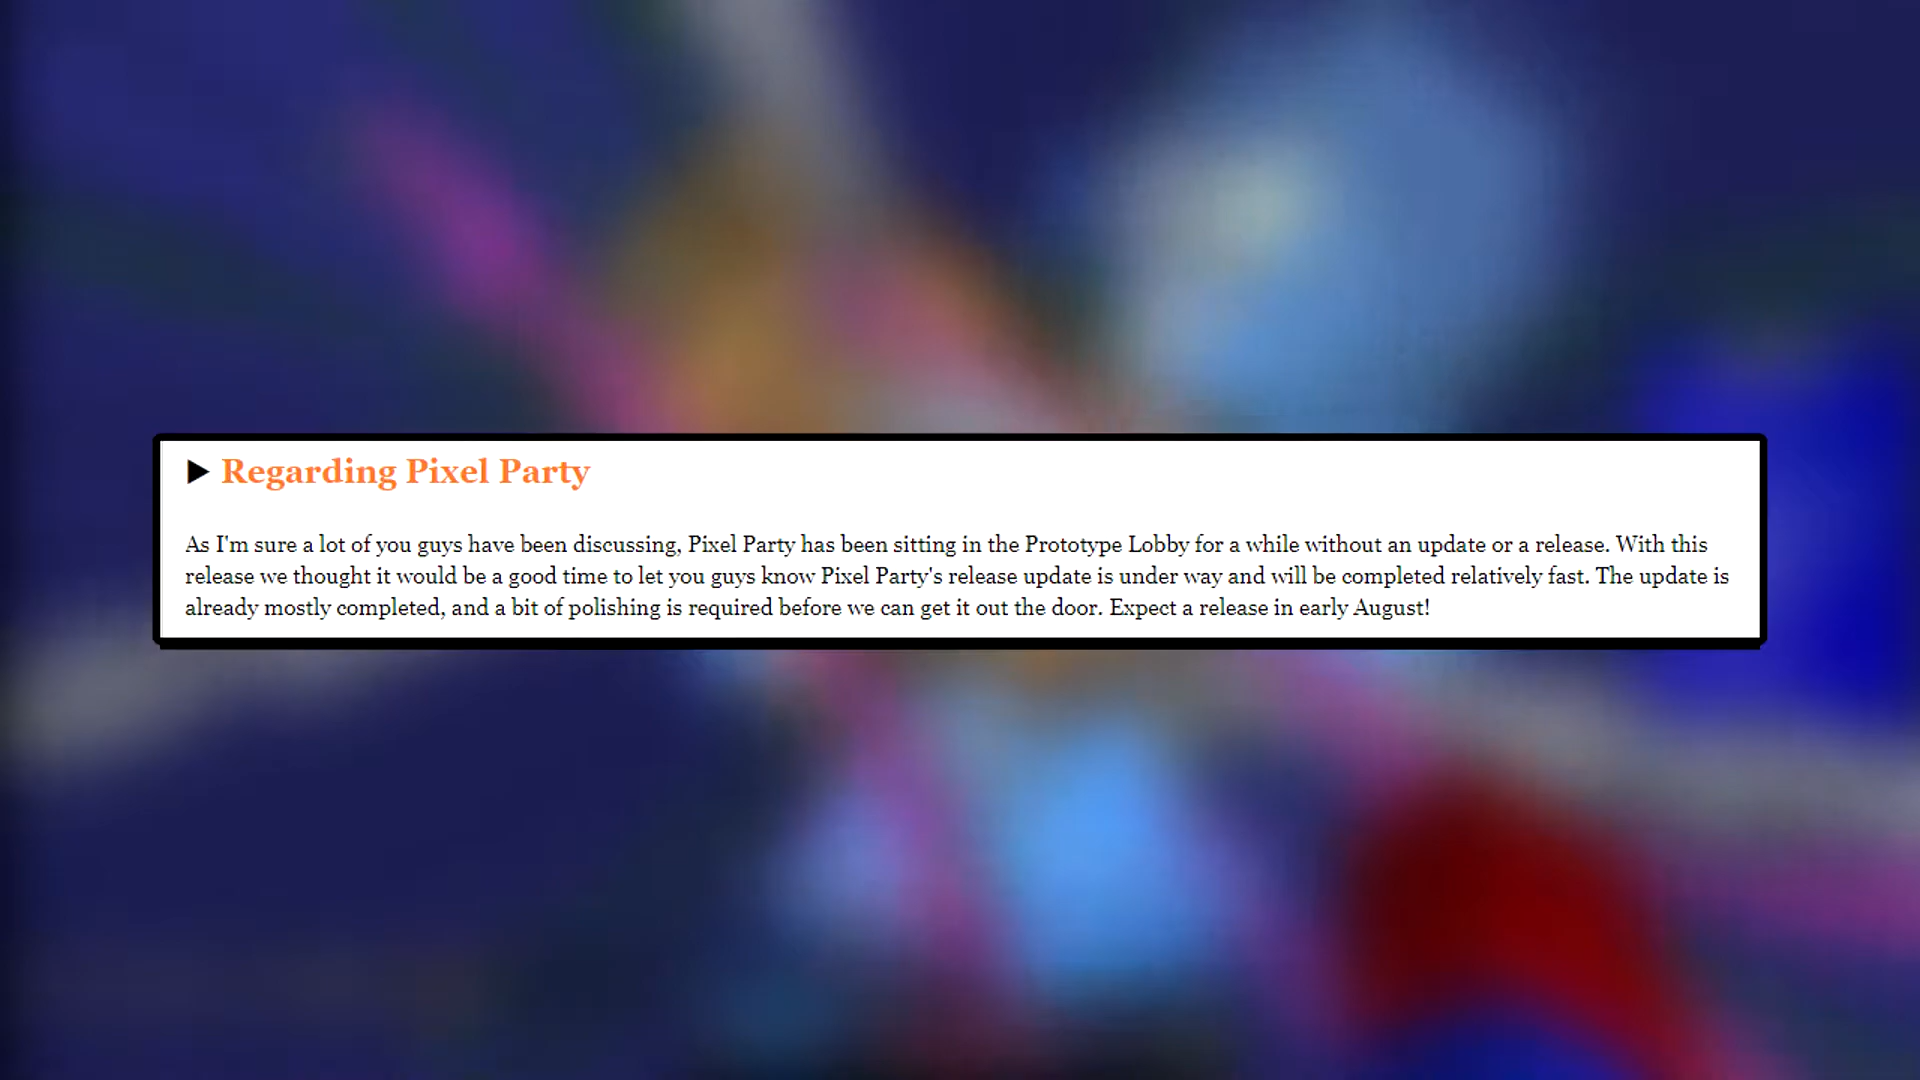 ▶ Regarding Pixel Party
As I'm sure a lot of you guys have been discussing, Pixel Party has been sitting in the Prototype Lobby for a while without an update or a release. With this
release we thought it would be a good time to let you guys know Pixel Party's release update is under way and will be completed relatively fast. The update is
already mostly completed, and a bit of polishing is required before we can get it out the door. Expect a release in early August!